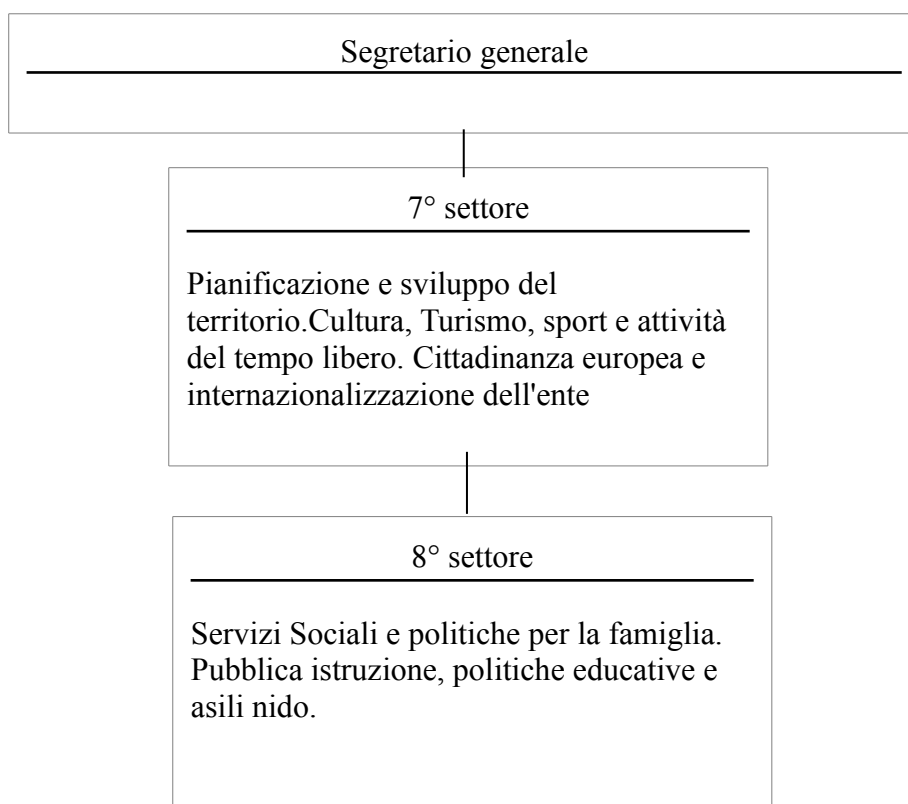 Segretario generale
7° settore
Pianificazione e sviluppo del
territorio.Cultura, Turismo, sport e attività
del tempo libero. Cittadinanza europea e
internazionalizzazione dell'ente
8° settore
Servizi Sociali e politiche per la famiglia.
Pubblica istruzione, politiche educative e
asili nido.